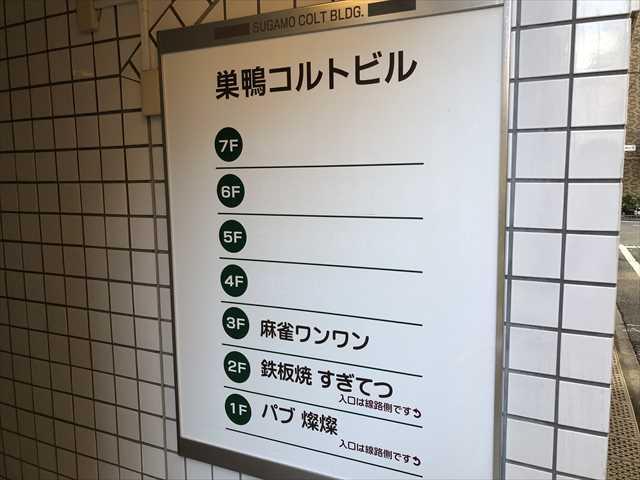 SUGAMO COLT BLDG.
巣鴨コルトビル
7F
6F
5F
4F
3F 麻雀ワンワン
2F 鉄板焼 すぎてつ
入口は線路側です
1F パブ 燦燦
入口は線路側です